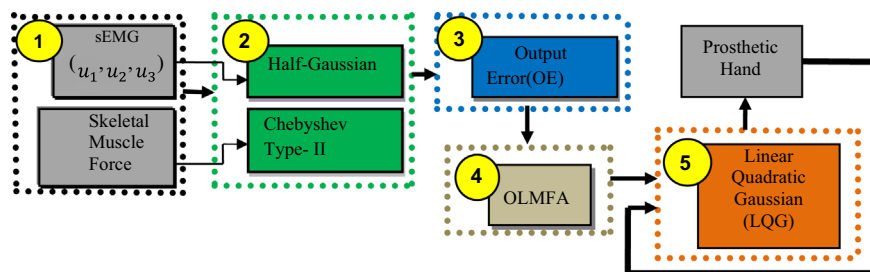 1
sEMG
(u₁,u₂,u₃)
Skeletal
Muscle
Force
2
Half-Gaussian
Chebyshev
Type- II
3
Output
Error(OE)
4
OLMFA
Prosthetic
Hand
5
Linear
Quadratic
Gaussian
(LQG)